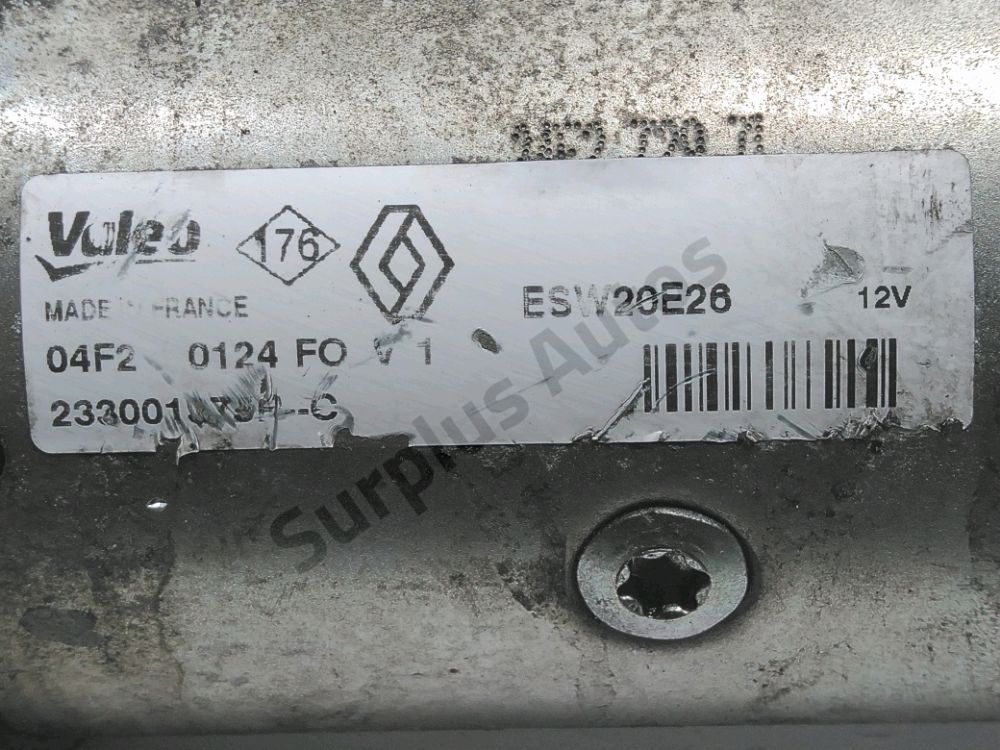 Valeo
176
MADE IN FRANCE
ESW20E26
12V
04F2 0124 FO V 1
Surplus Autos